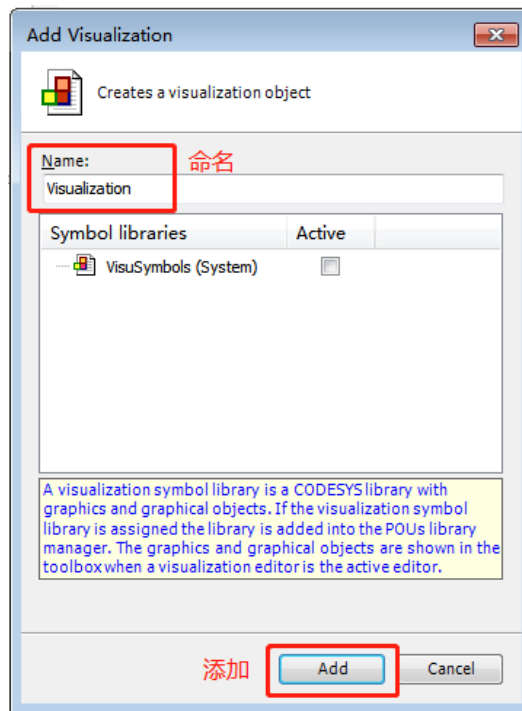 Add Visualization
Creates a visualization object
Name: 命名
Visualization
Symbol libraries Active
VisuSymbols (System)
A visualization symbol library is a CODESYS library with
graphics and graphical objects. If the visualization symbol
library is assigned the library is added into the POUs library
manager. The graphics and graphical objects are shown in the
toolbox when a visualization editor is the active editor.
添加 Add Cancel